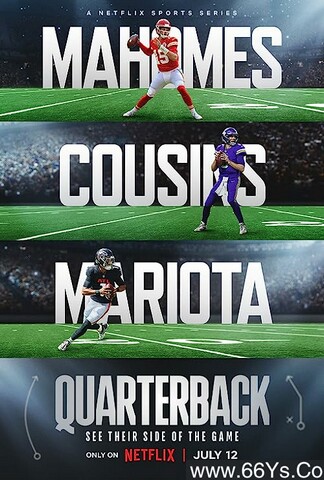 A NETFLIX SPORTS SERIES
MAHOMES
COUSINS
MARIOTA
QUARTERBACK
SEE THEIR SIDE OF THE GAME
ONLY ON NETFLIX | JULY 12
www.66Ys.Co